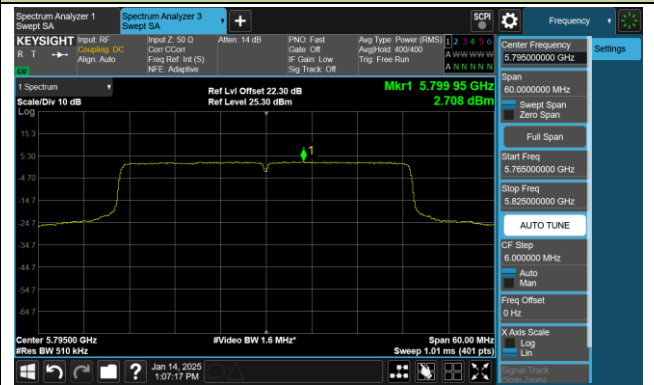 Spectrum Analyzer 1
Swept SA
Spectrum Analyzer 3
Swept SA
SCPI
Frequency
KEYSIGHT
R T
LXI
Input: RF
Coupling: DC
Align: Auto
Input Z: 50 Ω
Corr CCorr
Freq Ref: Int (S)
NFE: Adaptive
Atten: 14 dB
PNO: Fast
Gate: Off
IF Gain: Low
Sig Track: Off
Avg Type: Power (RMS)
Avg|Hold: 400/400
Trig: Free Run
1 2 3 4 5 6
A W W W W W
A N N N N N
1 Spectrum
Scale/Div 10 dB
Log
Ref Lvl Offset 22.30 dB
Ref Level 25.30 dBm
Mkr1 5.799 95 GHz
2.708 dBm
15.3
5.30
-4.70
-14.7
-24.7
-34.7
-44.7
-54.7
-64.7
1
Center 5.79500 GHz
#Res BW 510 kHz
#Video BW 1.6 MHz*
Span 60.00 MHz
Sweep 1.01 ms (401 pts)
Jan 14, 2025
1:07:17 PM
Center Frequency
5.795000000 GHz
Settings
Span
60.0000000 MHz
Swept Span
Zero Span
Full Span
Start Freq
5.765000000 GHz
Stop Freq
5.825000000 GHz
AUTO TUNE
CF Step
6.000000 MHz
Auto
Man
Freq Offset
0 Hz
X Axis Scale
Log
Lin
Signal Track
(Span Zoom)